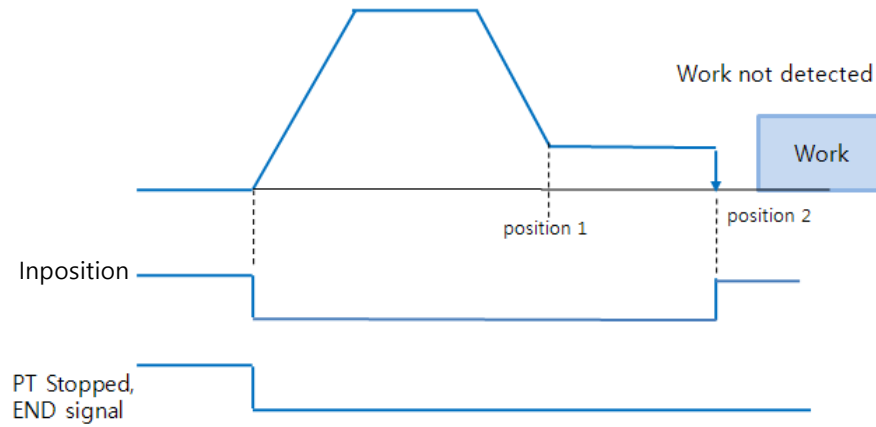 Work not detected
Work
position 1
position 2
Inposition
PT Stopped,
END signal